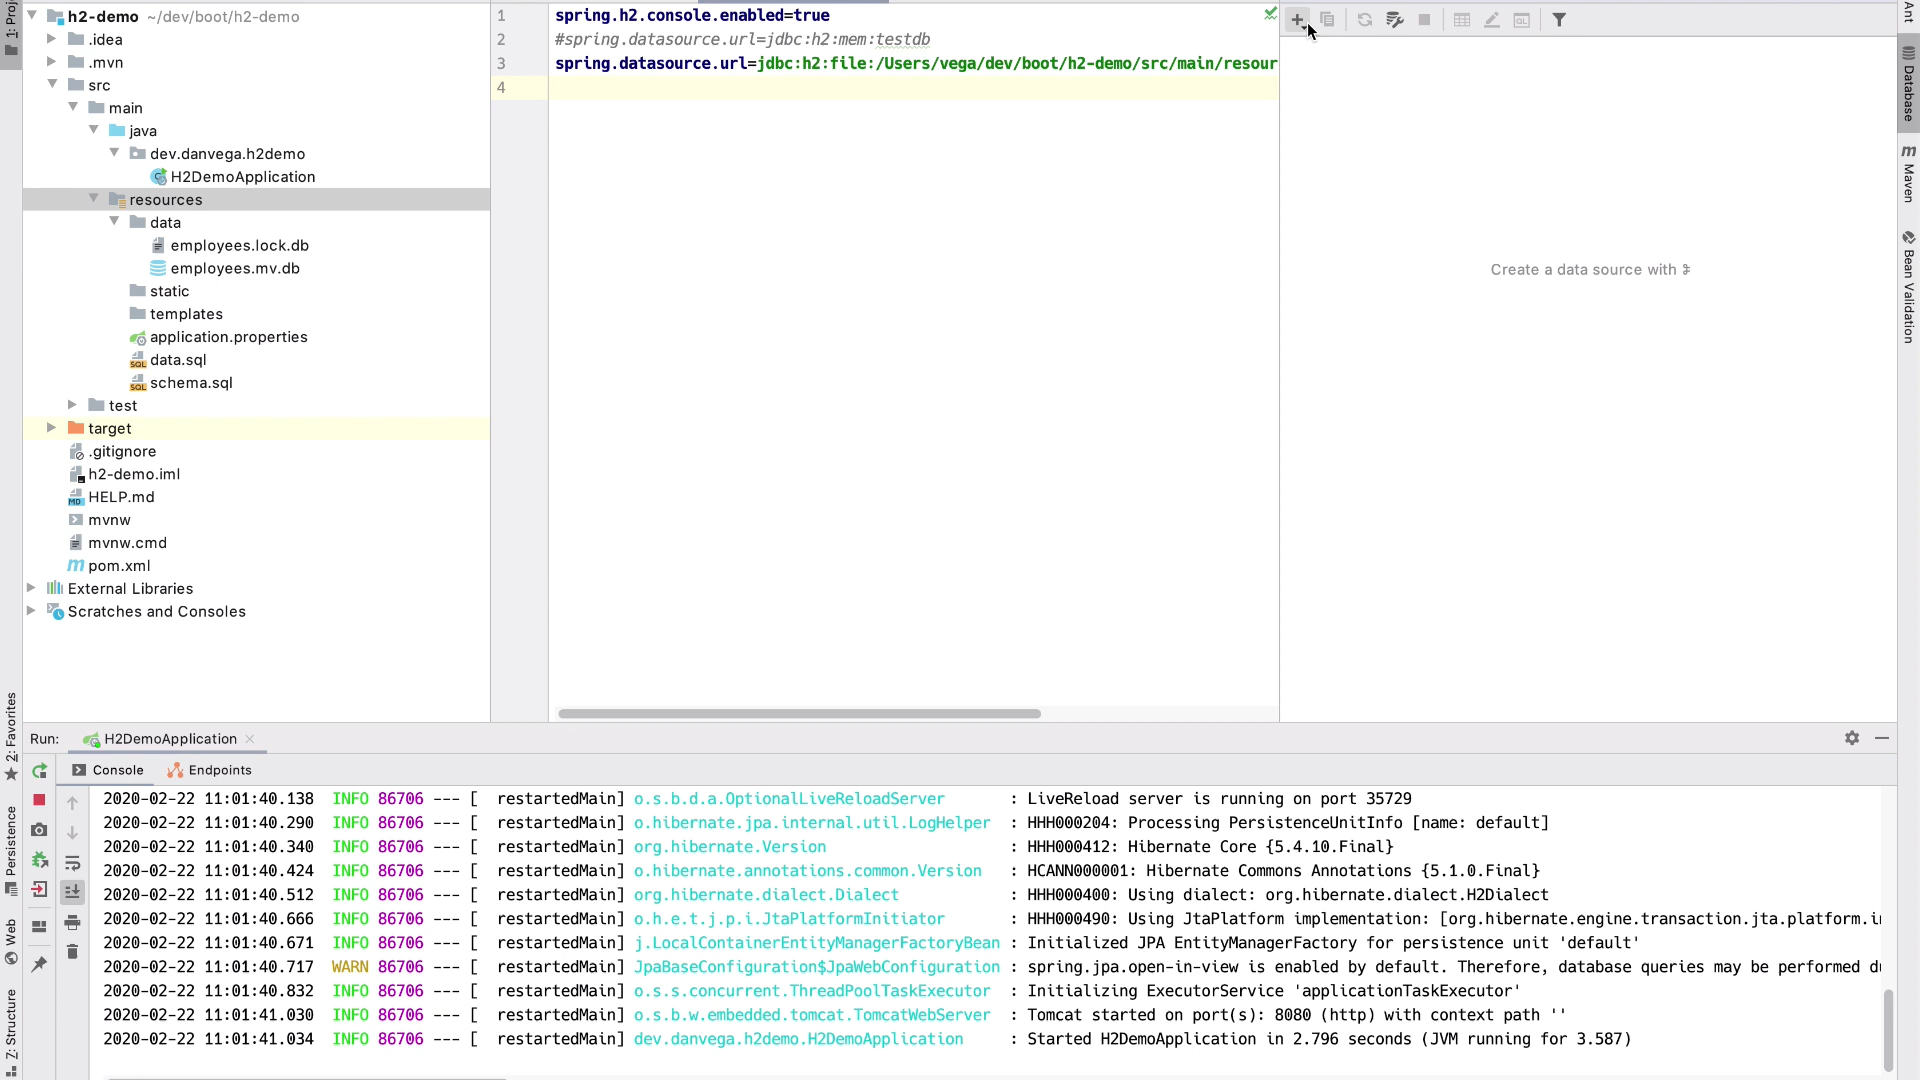 1: Proj
h2-demo ~/dev/boot/h2-demo
.idea
.mvn
src
main
java
dev.danvega.h2demo
H2DemoApplication
resources
data
employees.lock.db
employees.mv.db
static
templates
application.properties
data.sql
schema.sql
test
target
.gitignore
h2-demo.iml
HELP.md
mvnw
mvnw.cmd
pom.xml
External Libraries
Scratches and Consoles
1 spring.h2.console.enabled=true
2 #spring.datasource.url=jdbc:h2:mem:testdb
3 spring.datasource.url=jdbc:h2:file:/Users/vega/dev/boot/h2-demo/src/main/resour
4
Create a data source with
Ant
Database
Maven
Bean Validation
2: Favorites
Persistence
Web
Z: Structure
Run: H2DemoApplication
Console Endpoints
2020-02-22 11:01:40.138 INFO 86706 --- [ restartedMain] o.s.b.d.a.OptionalLiveReloadServer : LiveReload server is running on port 35729
2020-02-22 11:01:40.290 INFO 86706 --- [ restartedMain] o.hibernate.jpa.internal.util.LogHelper : HHH000204: Processing PersistenceUnitInfo [name: default]
2020-02-22 11:01:40.340 INFO 86706 --- [ restartedMain] org.hibernate.Version : HHH000412: Hibernate Core {5.4.10.Final}
2020-02-22 11:01:40.424 INFO 86706 --- [ restartedMain] o.hibernate.annotations.common.Version : HCANN000001: Hibernate Commons Annotations {5.1.0.Final}
2020-02-22 11:01:40.512 INFO 86706 --- [ restartedMain] org.hibernate.dialect.Dialect : HHH000400: Using dialect: org.hibernate.dialect.H2Dialect
2020-02-22 11:01:40.666 INFO 86706 --- [ restartedMain] o.h.e.t.j.p.i.JtaPlatformInitiator : HHH000490: Using JtaPlatform implementation: [org.hibernate.engine.transaction.jta.platform.in
2020-02-22 11:01:40.671 INFO 86706 --- [ restartedMain] j.LocalContainerEntityManagerFactoryBean : Initialized JPA EntityManagerFactory for persistence unit 'default'
2020-02-22 11:01:40.717 WARN 86706 --- [ restartedMain] JpaBaseConfiguration$JpaWebConfiguration : spring.jpa.open-in-view is enabled by default. Therefore, database queries may be performed du
2020-02-22 11:01:40.832 INFO 86706 --- [ restartedMain] o.s.s.concurrent.ThreadPoolTaskExecutor : Initializing ExecutorService 'applicationTaskExecutor'
2020-02-22 11:01:41.030 INFO 86706 --- [ restartedMain] o.s.b.w.embedded.tomcat.TomcatWebServer : Tomcat started on port(s): 8080 (http) with context path ''
2020-02-22 11:01:41.034 INFO 86706 --- [ restartedMain] dev.danvega.h2demo.H2DemoApplication : Started H2DemoApplication in 2.796 seconds (JVM running for 3.587)